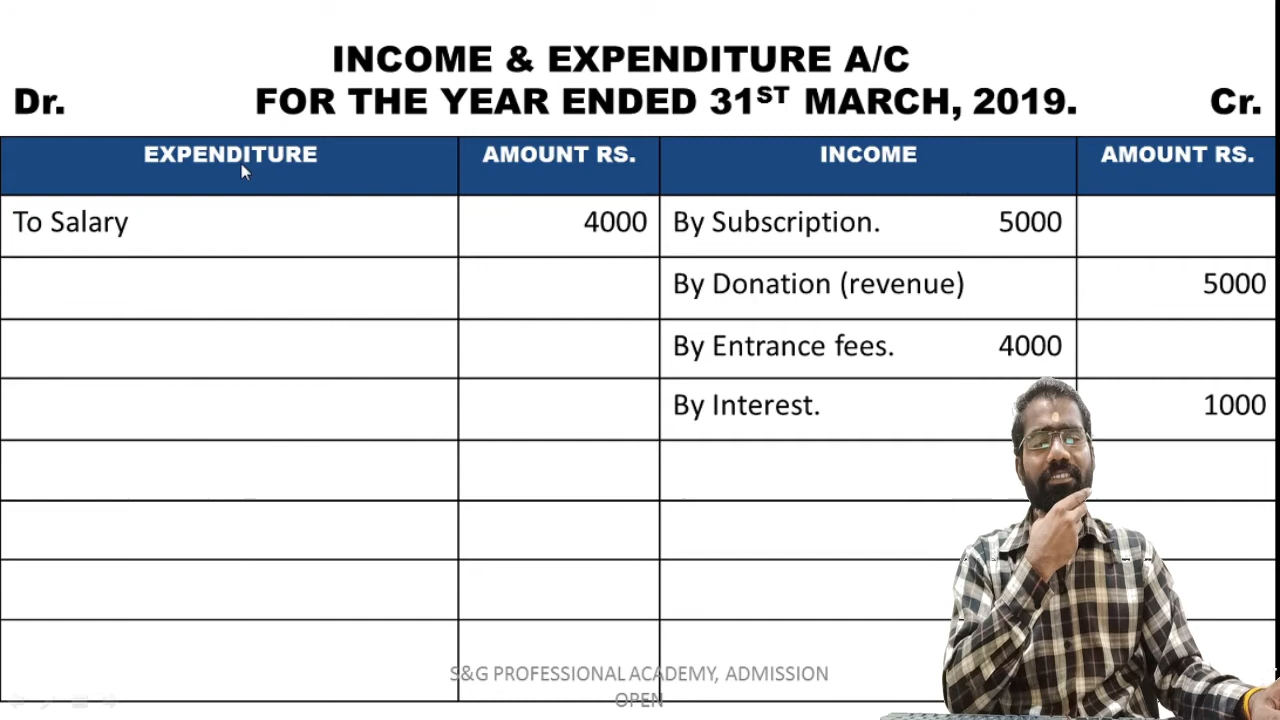 INCOME & EXPENDITURE A/C
Dr. FOR THE YEAR ENDED 31ST MARCH, 2019. Cr.
EXPENDITURE AMOUNT RS. INCOME AMOUNT RS.
To Salary 4000 By Subscription. 5000
By Donation (revenue) 5000
By Entrance fees. 4000
By Interest. 1000
S&G PROFESSIONAL ACADEMY, ADMISSION
OPEN